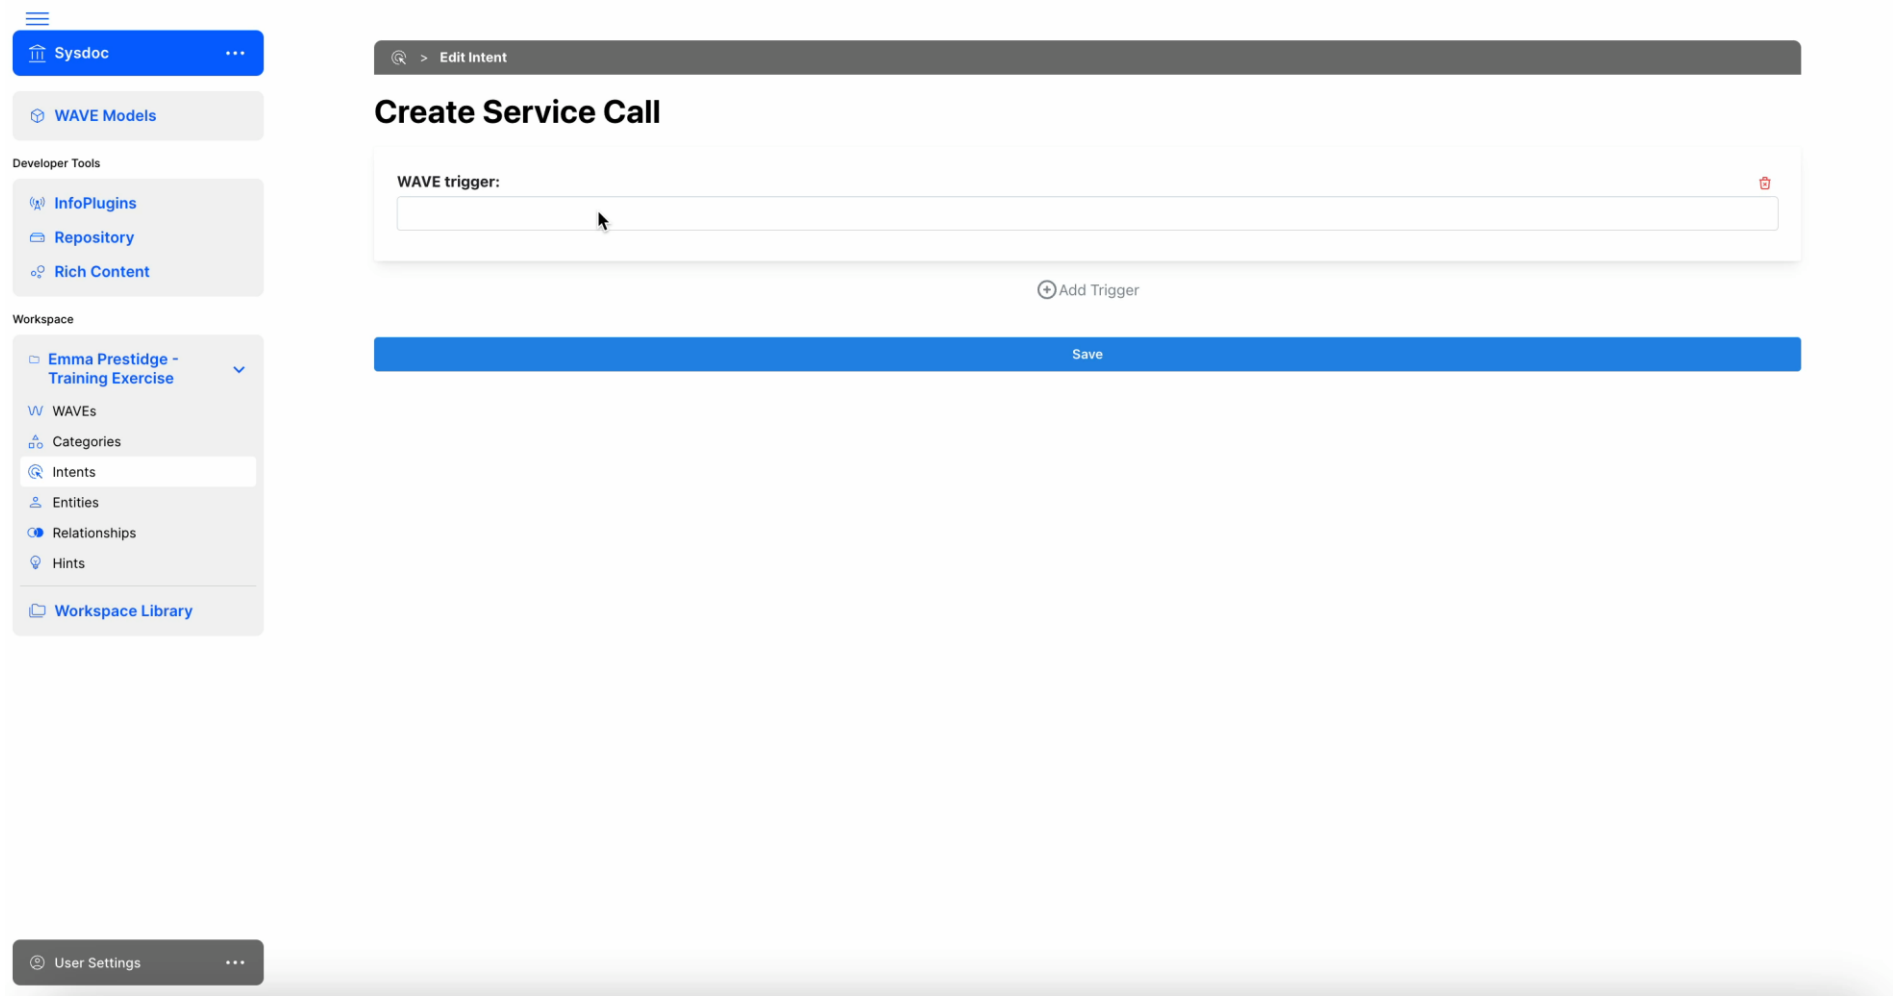 Sysdoc
WAVE Models
Developer Tools
InfoPlugins
Repository
Rich Content
Workspace
Emma Prestidge -
Training Exercise
WAVEs
Categories
Intents
Entities
Relationships
Hints
Workspace Library
User Settings
> Edit Intent
Create Service Call
WAVE trigger:
Add Trigger
Save